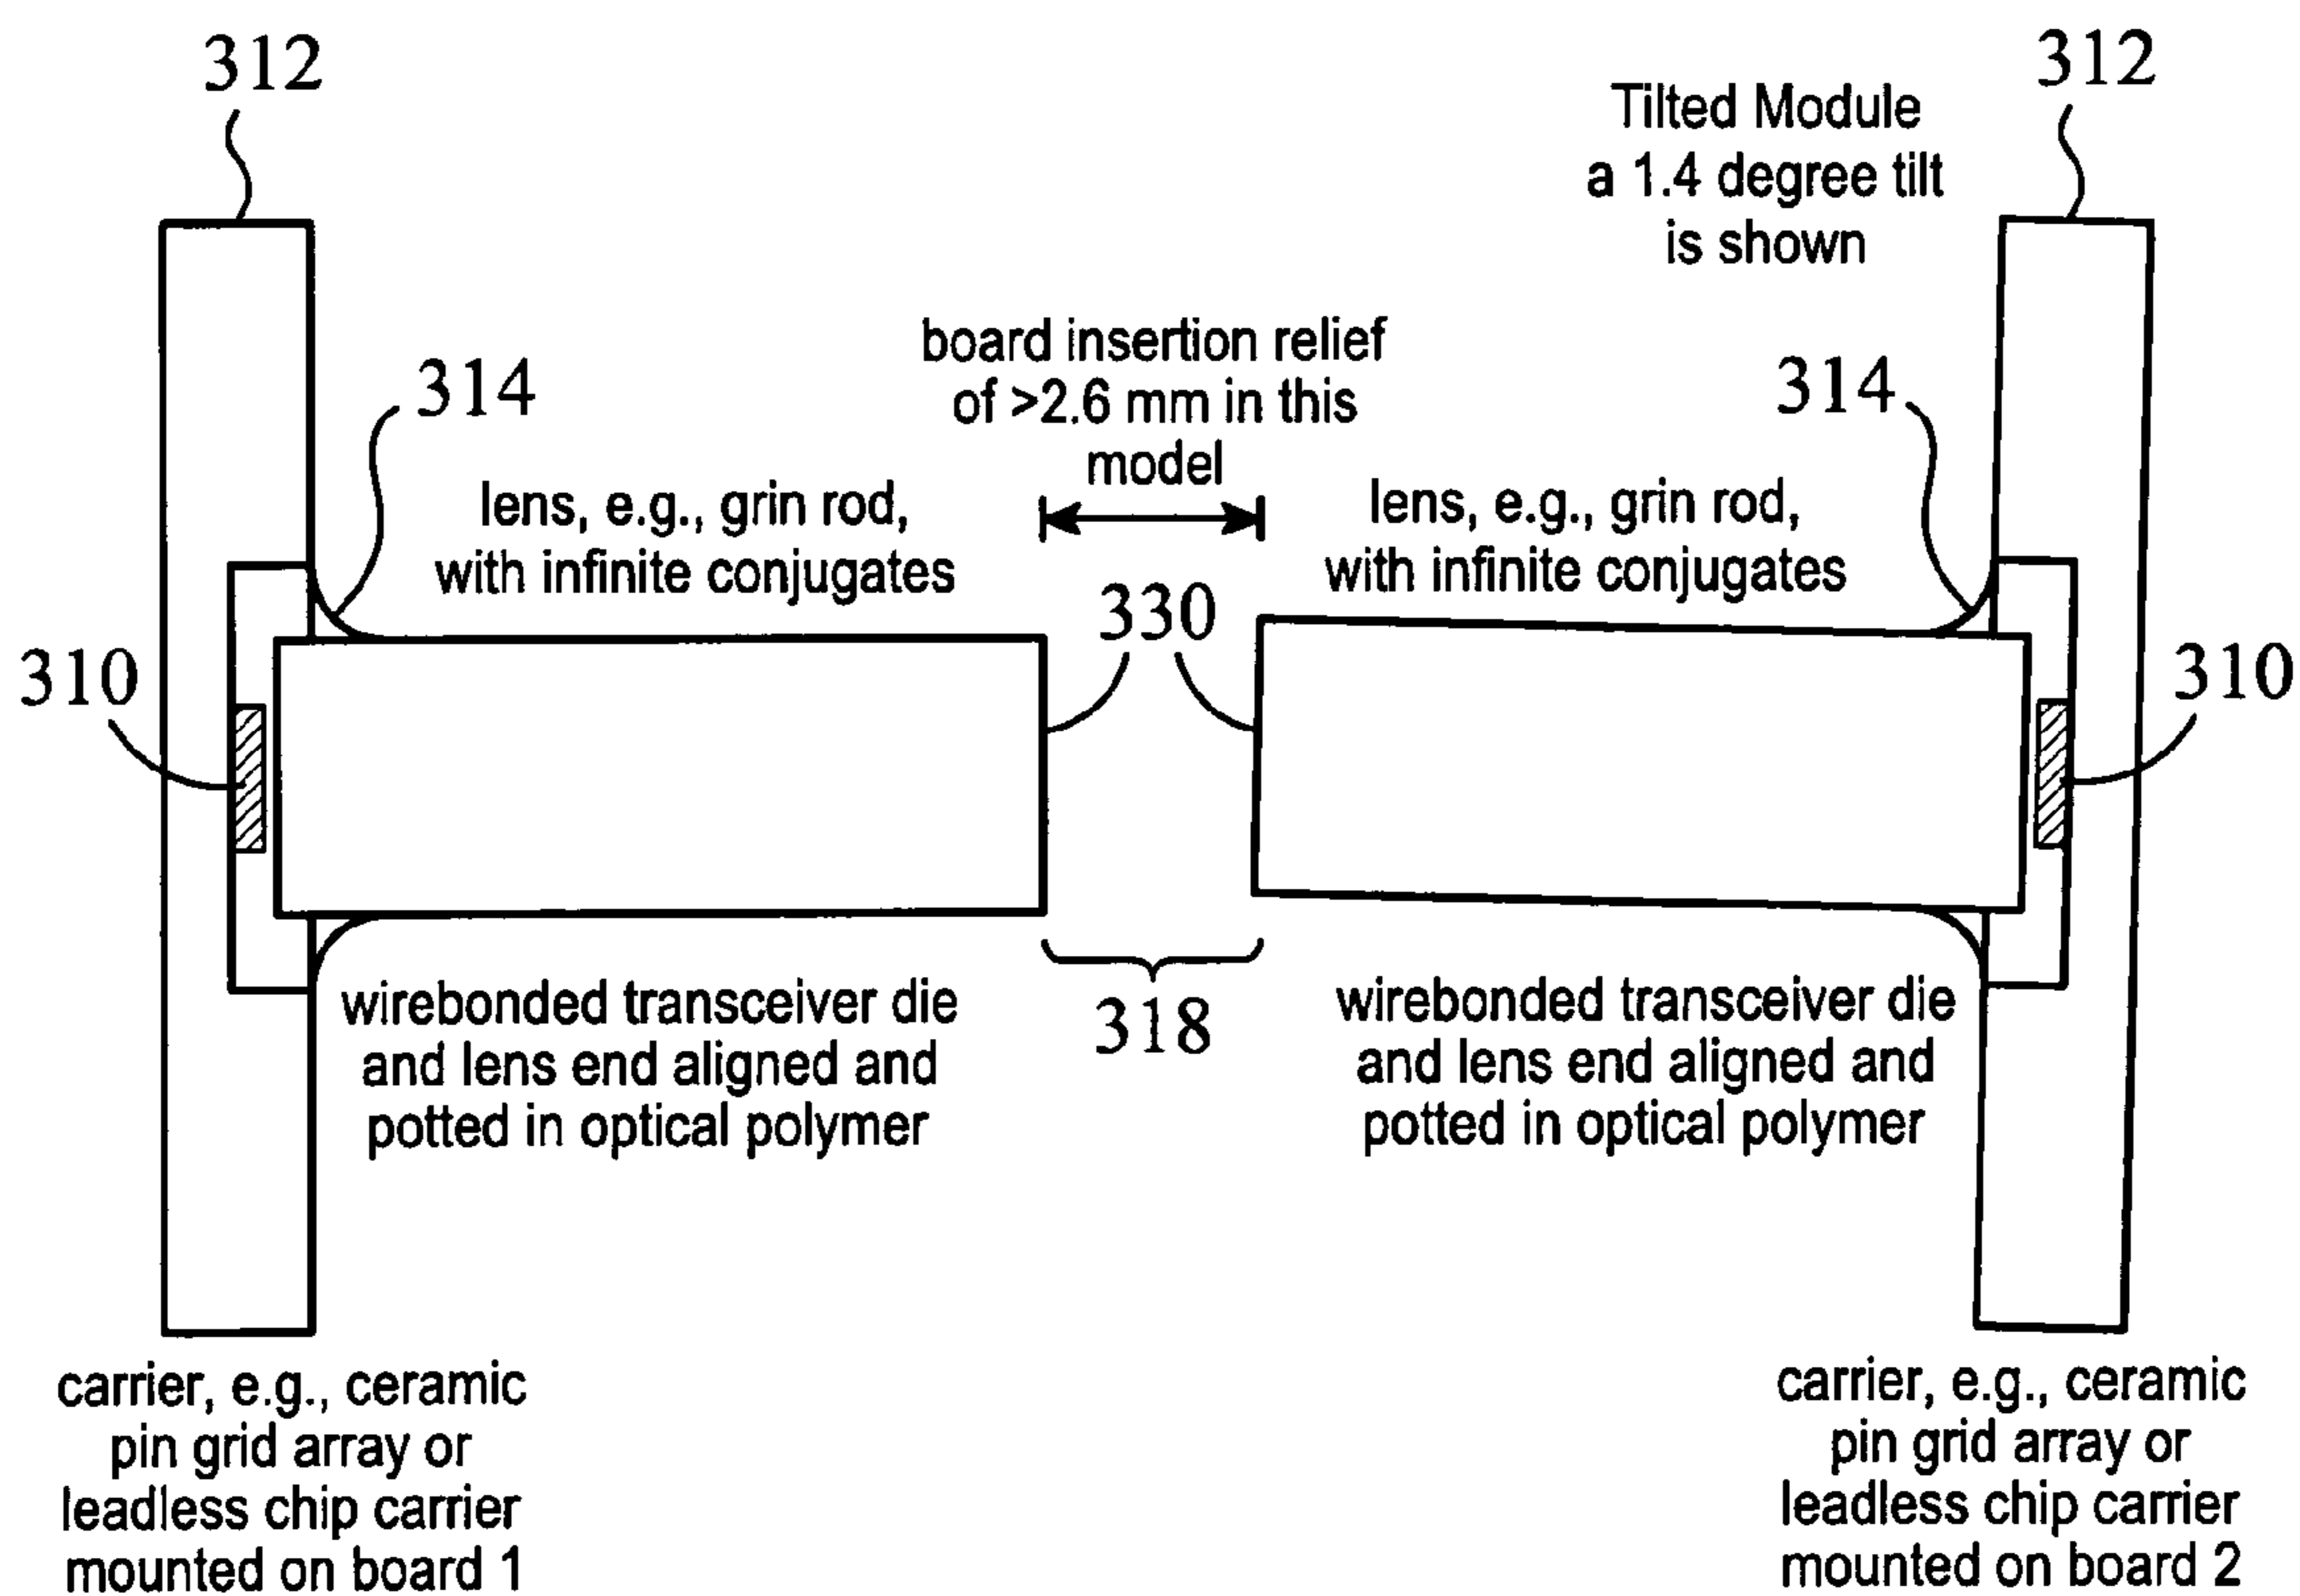 312
312
Tilted Module
a 1.4 degree tilt
is shown
board insertion relief
of >2.6 mm in this
model
314
314
lens, e.g., grin rod,
with infinite conjugates
lens, e.g., grin rod,
with infinite conjugates
330
310
310
318
wirebonded transceiver die
and lens end aligned and
potted in optical polymer
wirebonded transceiver die
and lens end aligned and
potted in optical polymer
carrier, e.g., ceramic
pin grid array or
leadless chip carrier
mounted on board 1
carrier, e.g., ceramic
pin grid array or
leadless chip carrier
mounted on board 2